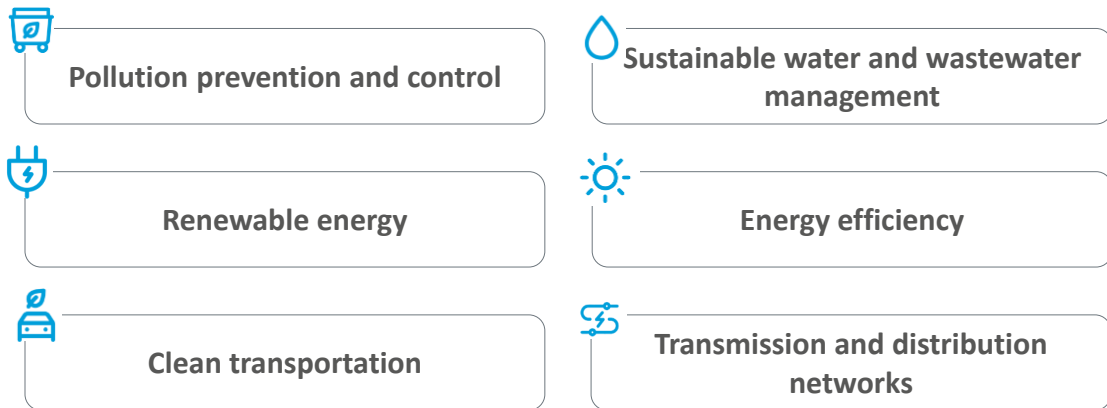 Pollution prevention and control
Sustainable water and wastewater
management
Renewable energy
Energy efficiency
Clean transportation
Transmission and distribution
networks